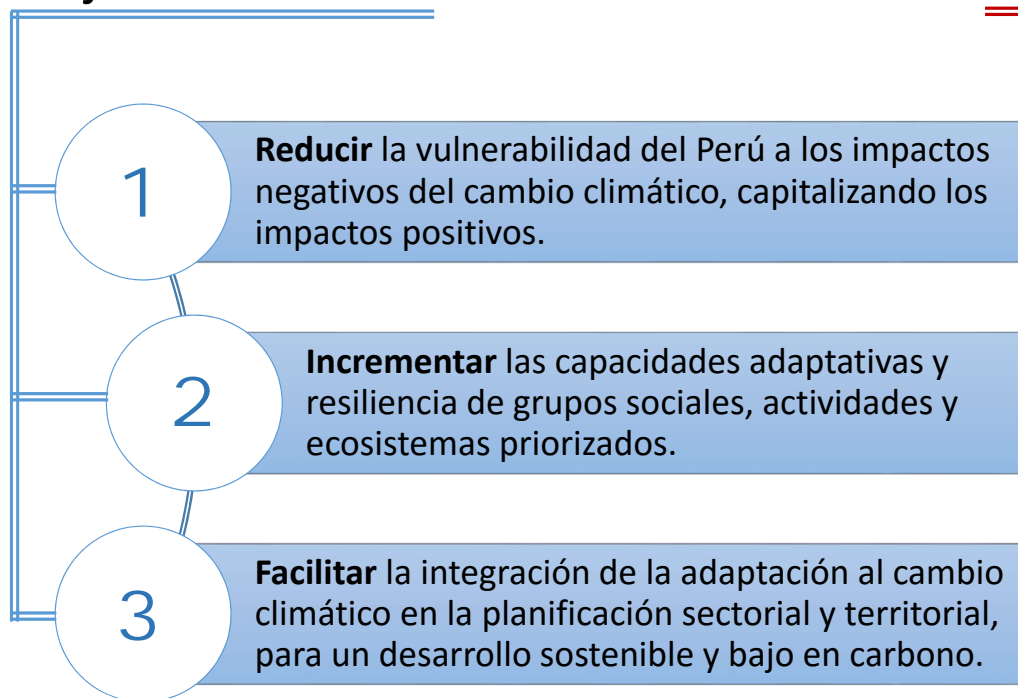 1
Reducir la vulnerabilidad del Perú a los impactos
negativos del cambio climático, capitalizando los
impactos positivos.
2
Incrementar las capacidades adaptativas y
resiliencia de grupos sociales, actividades y
ecosistemas priorizados.
3
Facilitar la integración de la adaptación al cambio
climático en la planificación sectorial y territorial,
para un desarrollo sostenible y bajo en carbono.